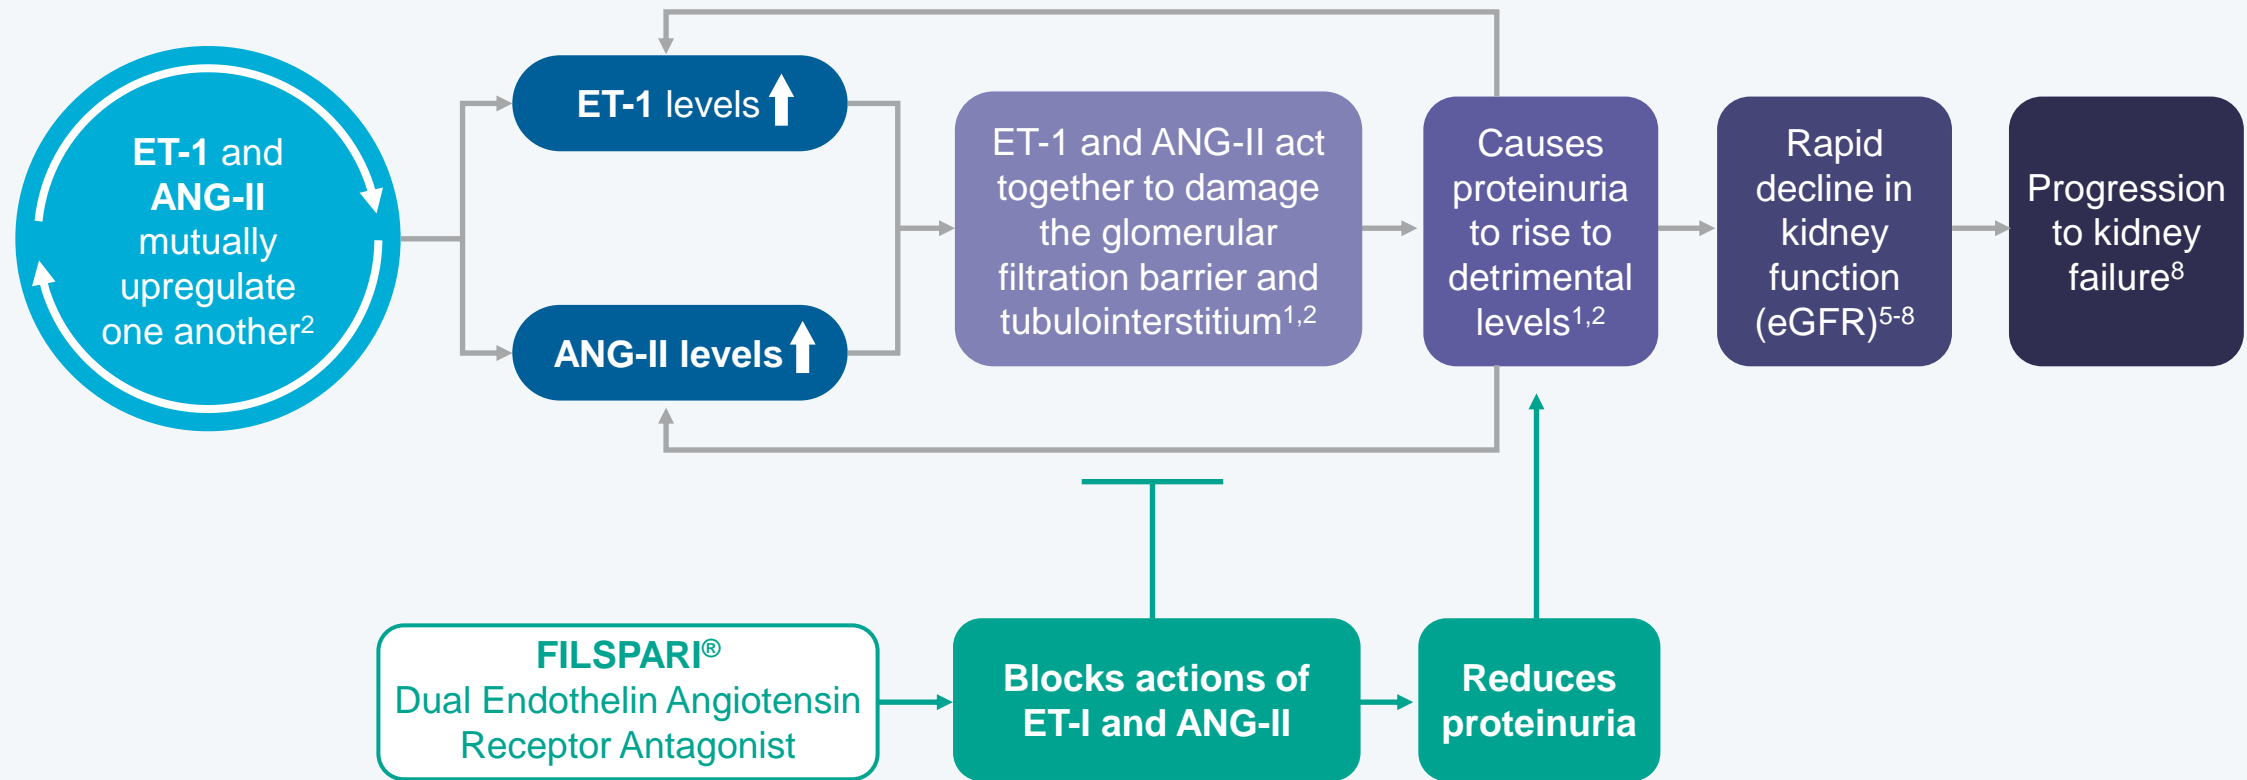 ET-1 and
ANG-II
mutually
upregulate
one another2
ET-1 levels
ANG-II levels
ET-1 and ANG-II act
together to damage
the glomerular
filtration barrier and
tubulointerstitium1,2
Causes
proteinuria
to rise to
detrimental
levels1,2
Rapid
decline in
kidney
function
(eGFR)5-8
Progression
to kidney
failure8
FILSPARI®
Dual Endothelin Angiotensin
Receptor Antagonist
Blocks actions of
ET-I and ANG-II
Reduces
proteinuria